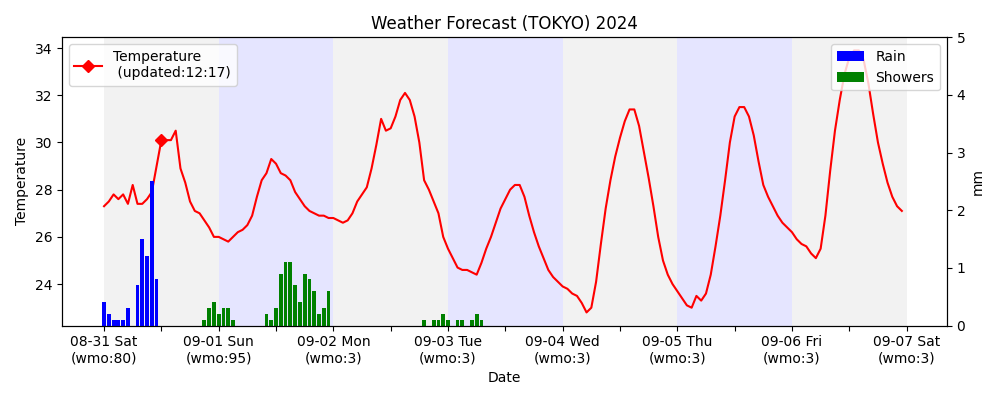 Weather Forecast (TOKYO) 2024
Temperature
(updated:12:17)
Rain
Showers
Temperature
34
32
30
28
26
24
5
4
3
2
1
0
mm
08-31 Sat
(wmo:80)
09-01 Sun
(wmo:95)
09-02 Mon
(wmo:3)
09-03 Tue
(wmo:3)
09-04 Wed
(wmo:3)
09-05 Thu
(wmo:3)
09-06 Fri
(wmo:3)
09-07 Sat
(wmo:3)
Date